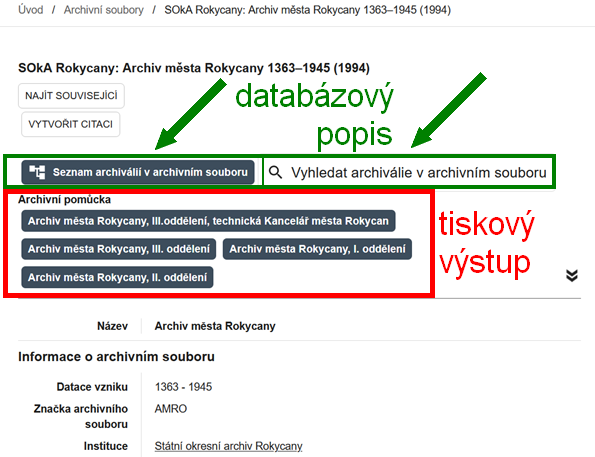 Úvod / Archivní soubory / SOkA Rokycany: Archiv města Rokycany 1363–1945 (1994)
SOkA Rokycany: Archiv města Rokycany 1363–1945 (1994)
NAJÍT SOUVISEJÍCÍ
VYTVOŘIT CITACI
databázový
popis
Seznam archiválií v archivním souboru
Vyhledat archiválie v archivním souboru
Archivní pomůcka
Archiv města Rokycany, III.oddělení, technická Kancelář města Rokycan
Archiv města Rokycany, III. oddělení
Archiv města Rokycany, I. oddělení
Archiv města Rokycany, II. oddělení
tiskový
výstup
Název Archiv města Rokycany
Informace o archivním souboru
Datace vzniku 1363 - 1945
Značka archivního AMRO
souboru
Instituce Státní okresní archiv Rokycany